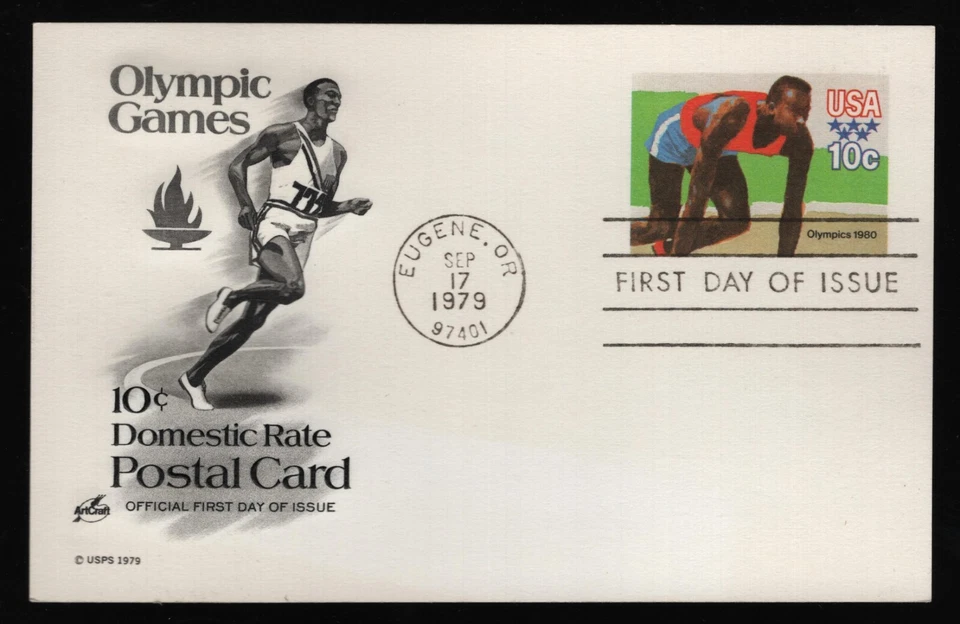 Olympic
Games
10¢
Domestic Rate
Postal Card
ArtCraft OFFICIAL FIRST DAY OF ISSUE
© USPS 1979
EUGENE, OR
SEP
17
1979
97401
USA
10c
Olympics 1980
FIRST DAY OF ISSUE